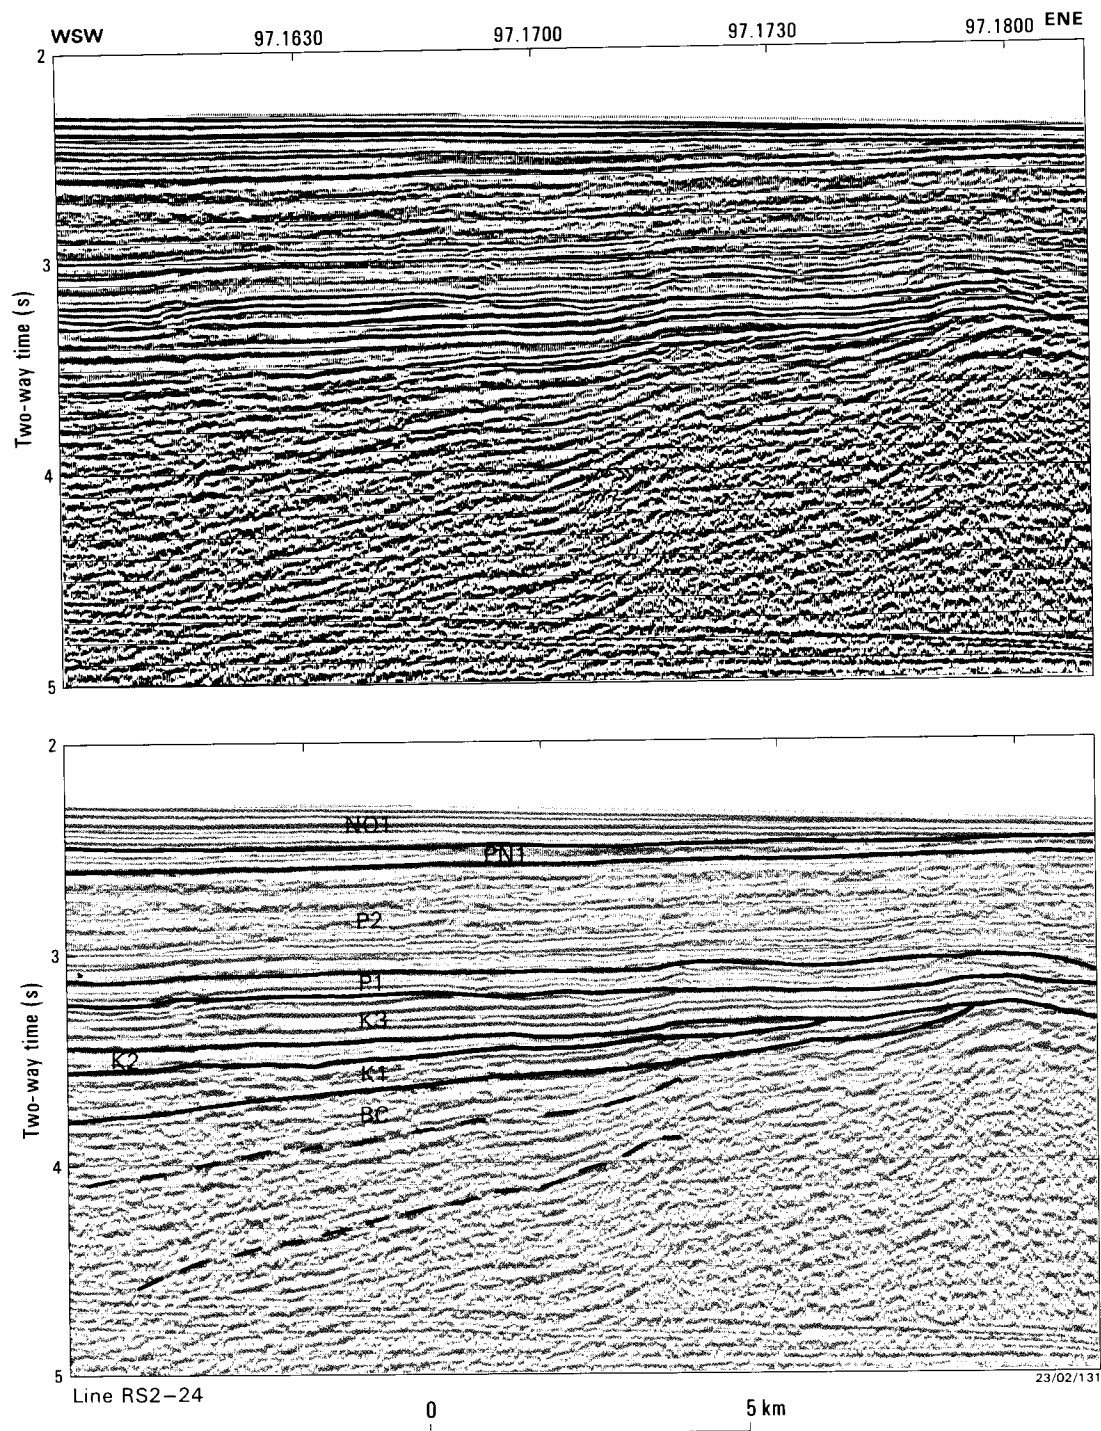 WSW 97.1630 97.1700 97.1730 97.1800 ENE
2
3
4
5
Two-way time (s)
2
3
4
5
Two-way time (s)
NO1
PN1
P2
P1
K3
K2
K1
BC
23/02/131
Line RS2-24
0 5 km